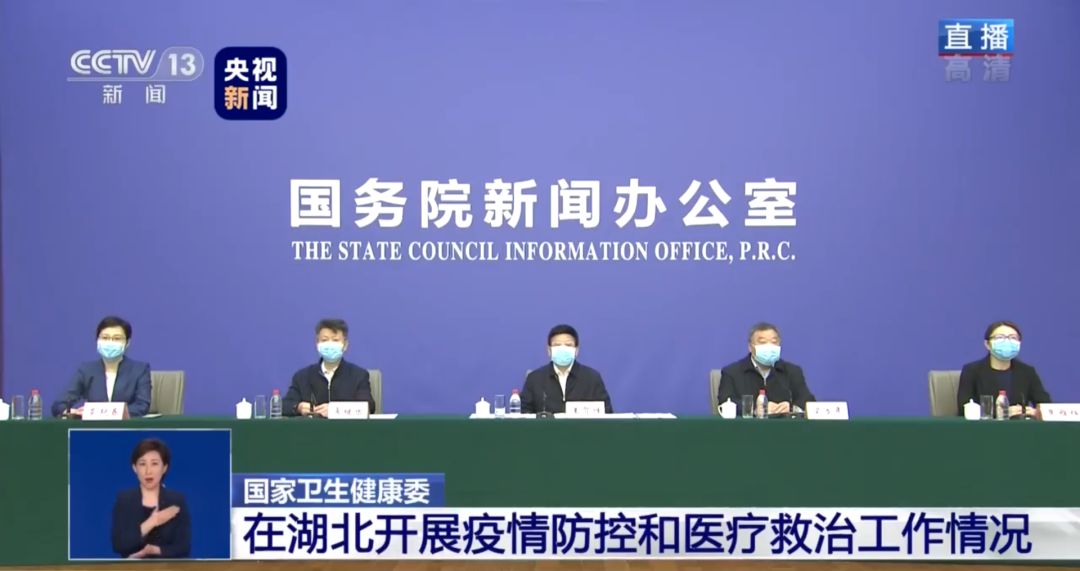 CCTV 13
新闻
央视
新闻
直播
高清
国务院新闻办公室
THE STATE COUNCIL INFORMATION OFFICE, P.R.C.
国家卫生健康委
在湖北开展疫情防控和医疗救治工作情况